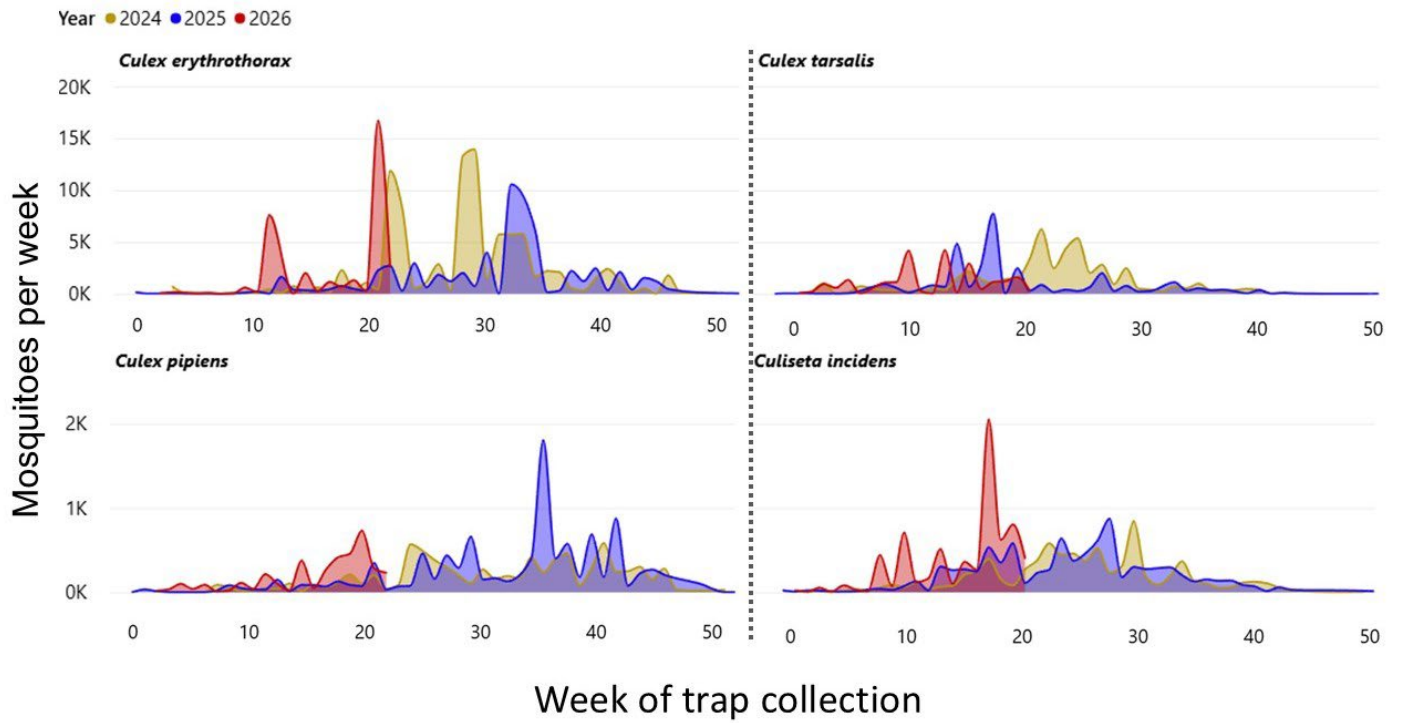 Year 2024 2025 2026
Culex erythrothorax
Culex tarsalis
20K
15K
10K
5K
0K
0 10 20 30 40 50
0 10 20 30 40 50
Mosquitoes per week
Culex pipiens
Culiseta incidens
2K
1K
0K
0 10 20 30 40 50
0 10 20 30 40 50
Week of trap collection